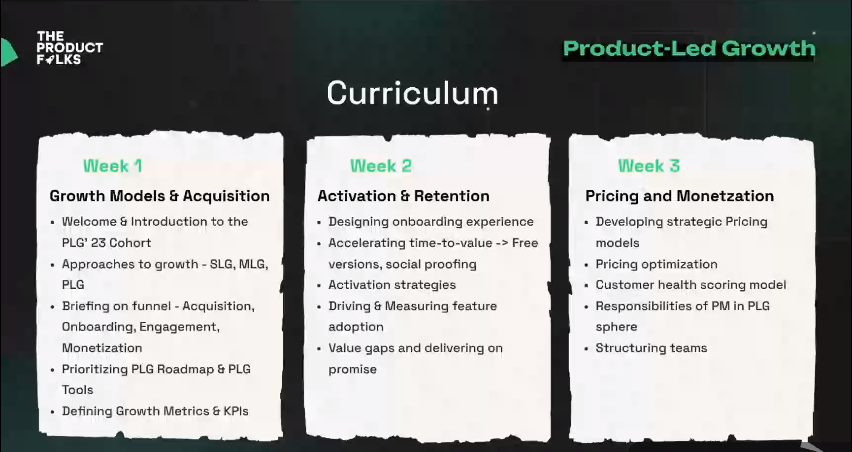 THE
PRODUCT
FOLKS
Product-Led Growth
Curriculum
Week 1
Growth Models & Acquisition
• Welcome & Introduction to the
PLG' 23 Cohort
• Approaches to growth - SLG, MLG,
PLG
• Briefing on funnel - Acquisition,
Onboarding, Engagement,
Monetization
• Prioritizing PLG Roadmap & PLG
Tools
• Defining Growth Metrics & KPIs
Week 2
Activation & Retention
• Designing onboarding experience
• Accelerating time-to-value -> Free
versions, social proofing
• Activation strategies
• Driving & Measuring feature
adoption
• Value gaps and delivering on
promise
Week 3
Pricing and Monetzation
• Developing strategic Pricing
models
• Pricing optimization
• Customer health scoring model
• Responsibilities of PM in PLG
sphere
• Structuring teams